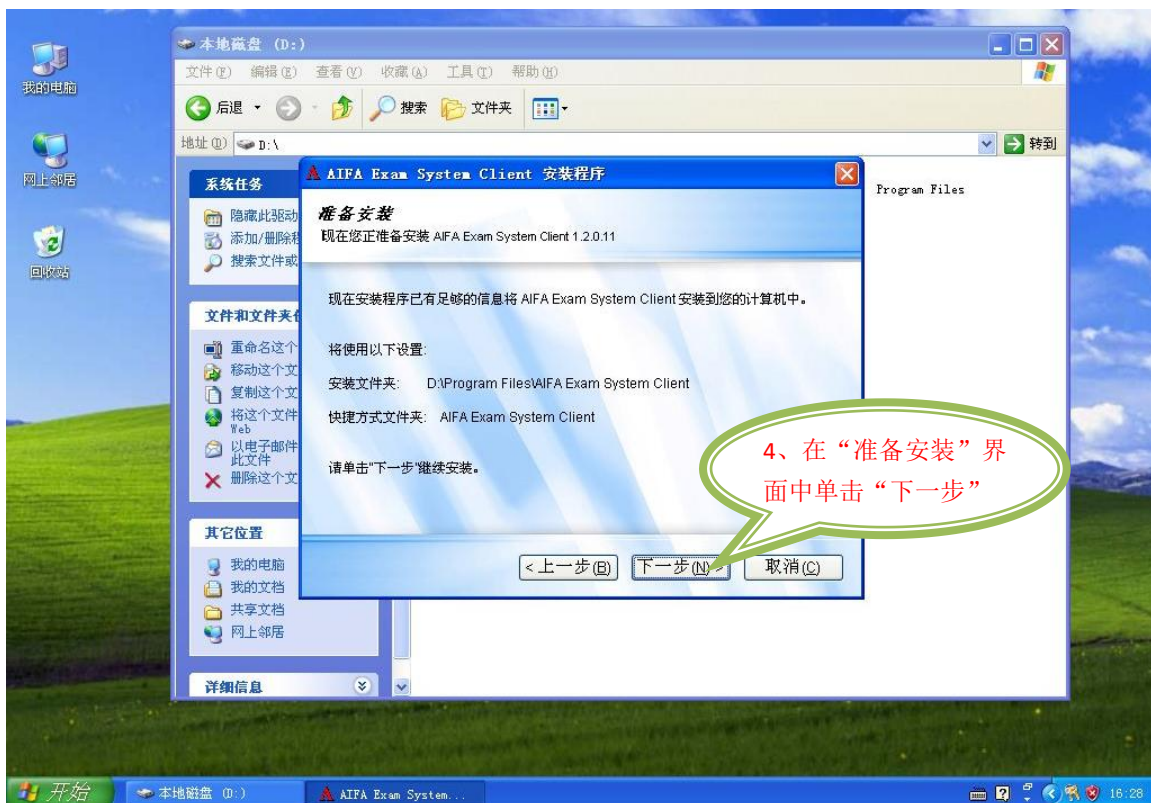 我的电脑
网上邻居
回收站
本地磁盘 (D:)
文件(F) 编辑(E) 查看(V) 收藏(A) 工具(T) 帮助(H)
后退 搜索 文件夹
地址(D) D:\ 转到
系统任务
隐藏此驱动
添加/删除程
搜索文件或
文件和文件夹任
重命名这个
移动这个文
复制这个文
将这个文件
Web
以电子邮件
此文件
删除这个文
其它位置
我的电脑
我的文档
共享文档
网上邻居
详细信息
Program Files
AIFA Exam System Client 安装程序
准备安装
现在您正准备安装 AIFA Exam System Client 1.2.0.11
现在安装程序已有足够的信息将 AIFA Exam System Client 安装到您的计算机中。
将使用以下设置:
安装文件夹: D:\Program Files\AIFA Exam System Client
快捷方式文件夹: AIFA Exam System Client
请单击"下一步"继续安装。
<上一步(B) 下一步(N)> 取消(C)
4、在“准备安装”界
面中单击“下一步”
开始 本地磁盘 (D:) AIFA Exam System... 16:28